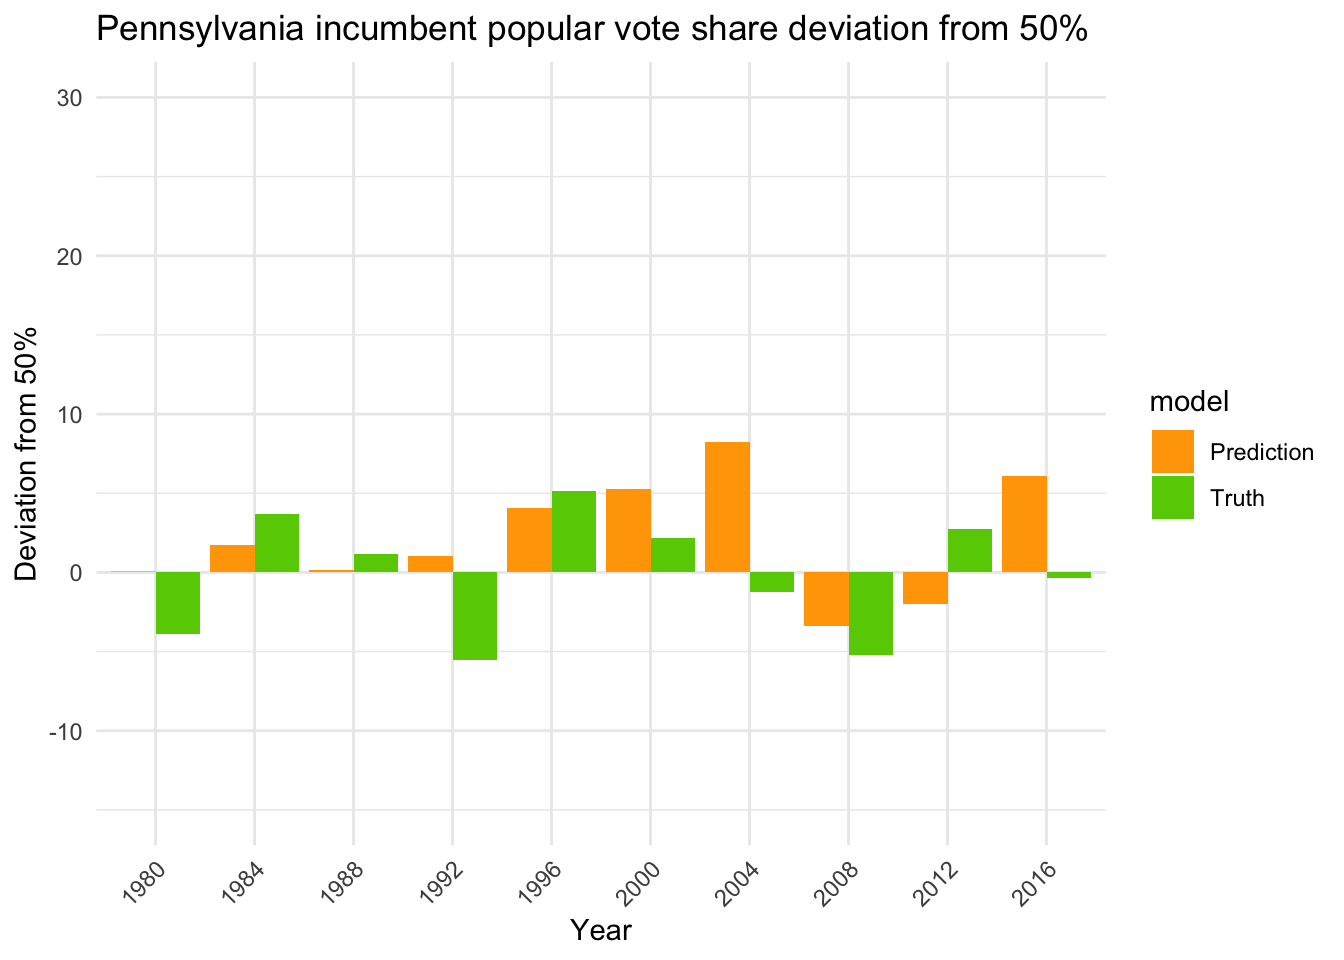 Pennsylvania incumbent popular vote share deviation from 50%
30
20
10
0
-10
Deviation from 50%
1980
1984
1988
1992
1996
2000
2004
2008
2012
2016
Year
model
Prediction
Truth